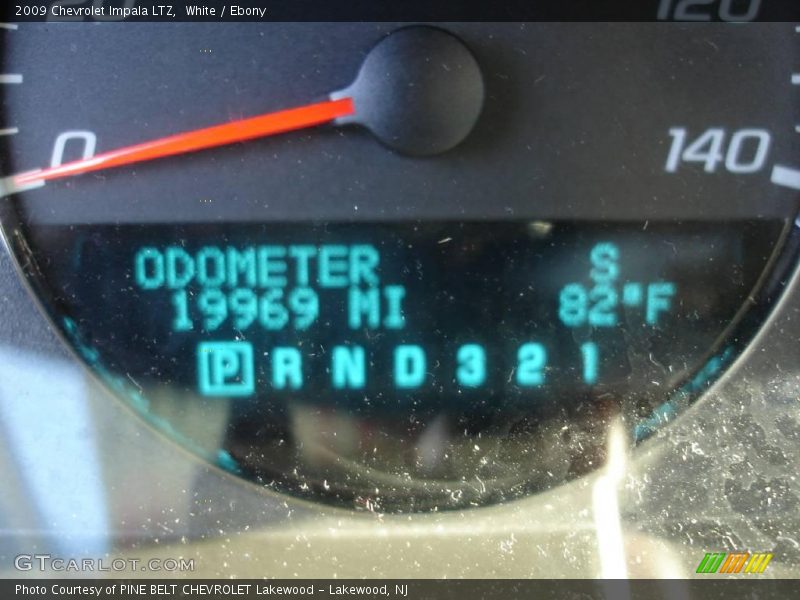 2009 Chevrolet Impala LTZ,  White / Ebony
120
0
140
ODOMETER S
19969 MI 82°F
P R N D 3 2 1
GTCARLOT.COM
Photo Courtesy of PINE BELT CHEVROLET Lakewood - Lakewood, NJ